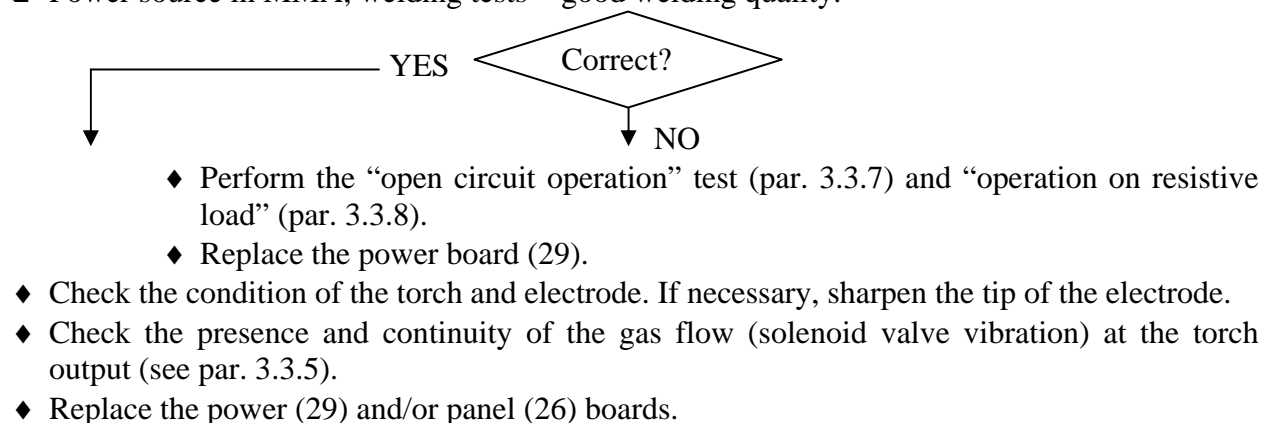 Power source in MMA, welding tests = good welding quality.
YES Correct?
NO
♦ Perform the “open circuit operation” test (par. 3.3.7) and “operation on resistive
load” (par. 3.3.8).
♦ Replace the power board (29).
♦ Check the condition of the torch and electrode. If necessary, sharpen the tip of the electrode.
♦ Check the presence and continuity of the gas flow (solenoid valve vibration) at the torch
output (see par. 3.3.5).
♦ Replace the power (29) and/or panel (26) boards.